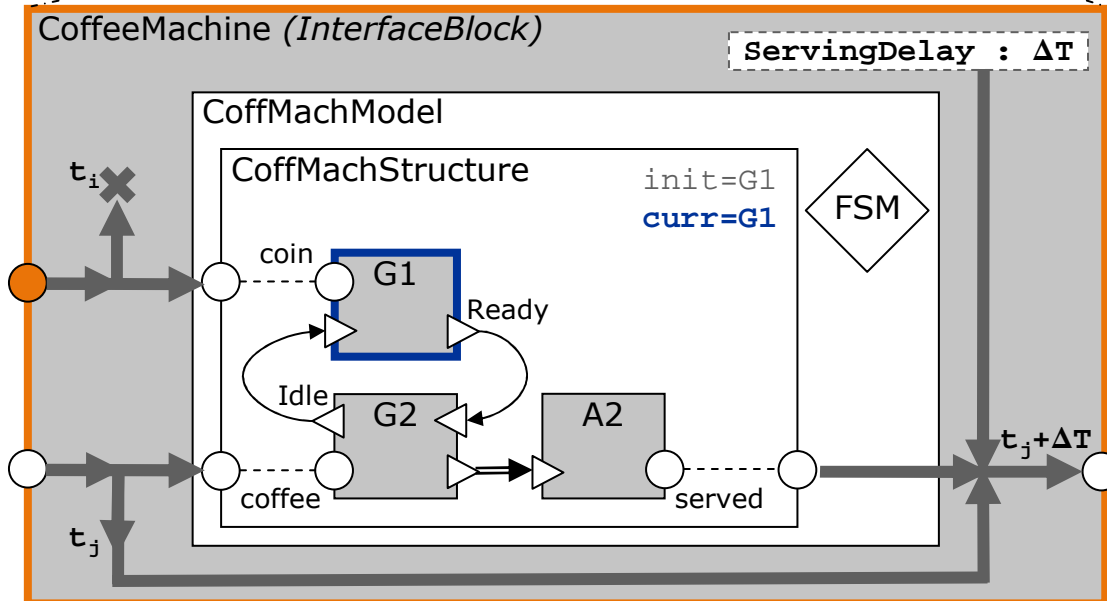 CoffeeMachine (InterfaceBlock)
ServingDelay : ΔT
CoffMachModel
CoffMachStructure
init=G1
curr=G1
FSM
tᵢ
coin
G1
Ready
Idle
G2
A2
tⱼ+ΔT
coffee
served
tⱼ